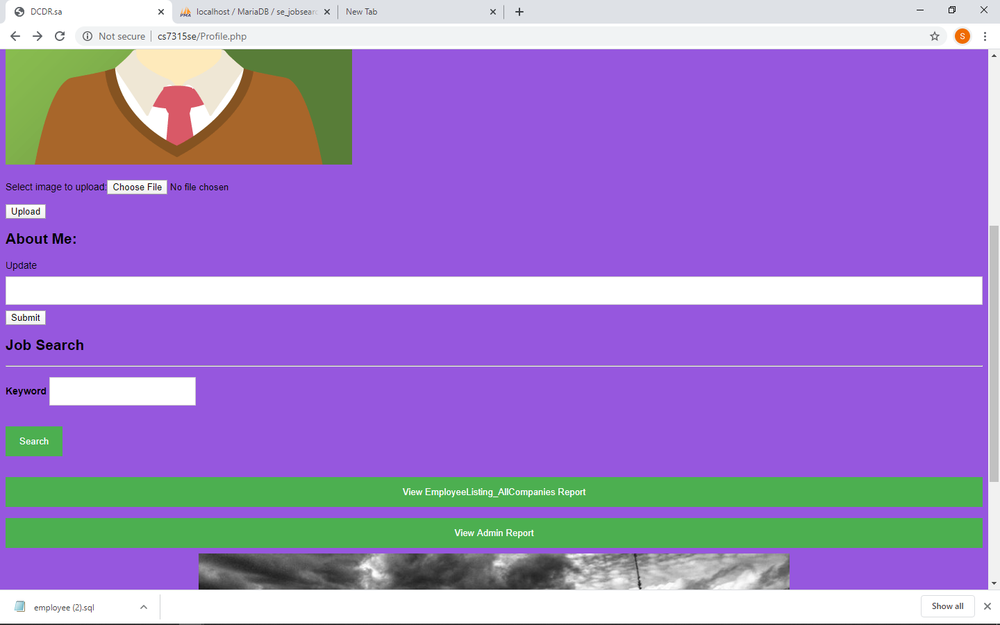 DCDR.sa
localhost / MariaDB / se_jobsearc
New Tab
Not secure
cs7315se/Profile.php
S
PMA
Select image to upload: Choose File No file chosen
Upload
About Me:
Update
Submit
Job Search
Keyword
Search
View EmployeeListing_AllCompanies Report
View Admin Report
employee (2).sql
Show all